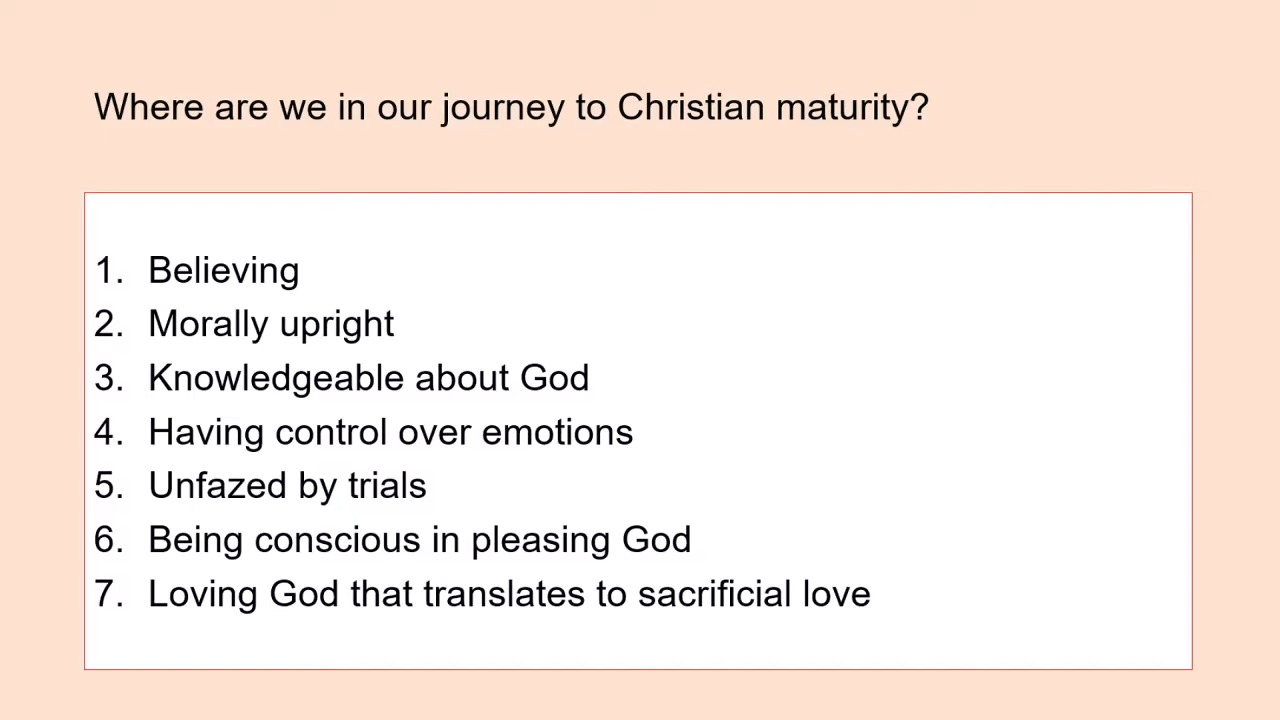 Where are we in our journey to Christian maturity?
1. Believing
2. Morally upright
3. Knowledgeable about God
4. Having control over emotions
5. Unfazed by trials
6. Being conscious in pleasing God
7. Loving God that translates to sacrificial love